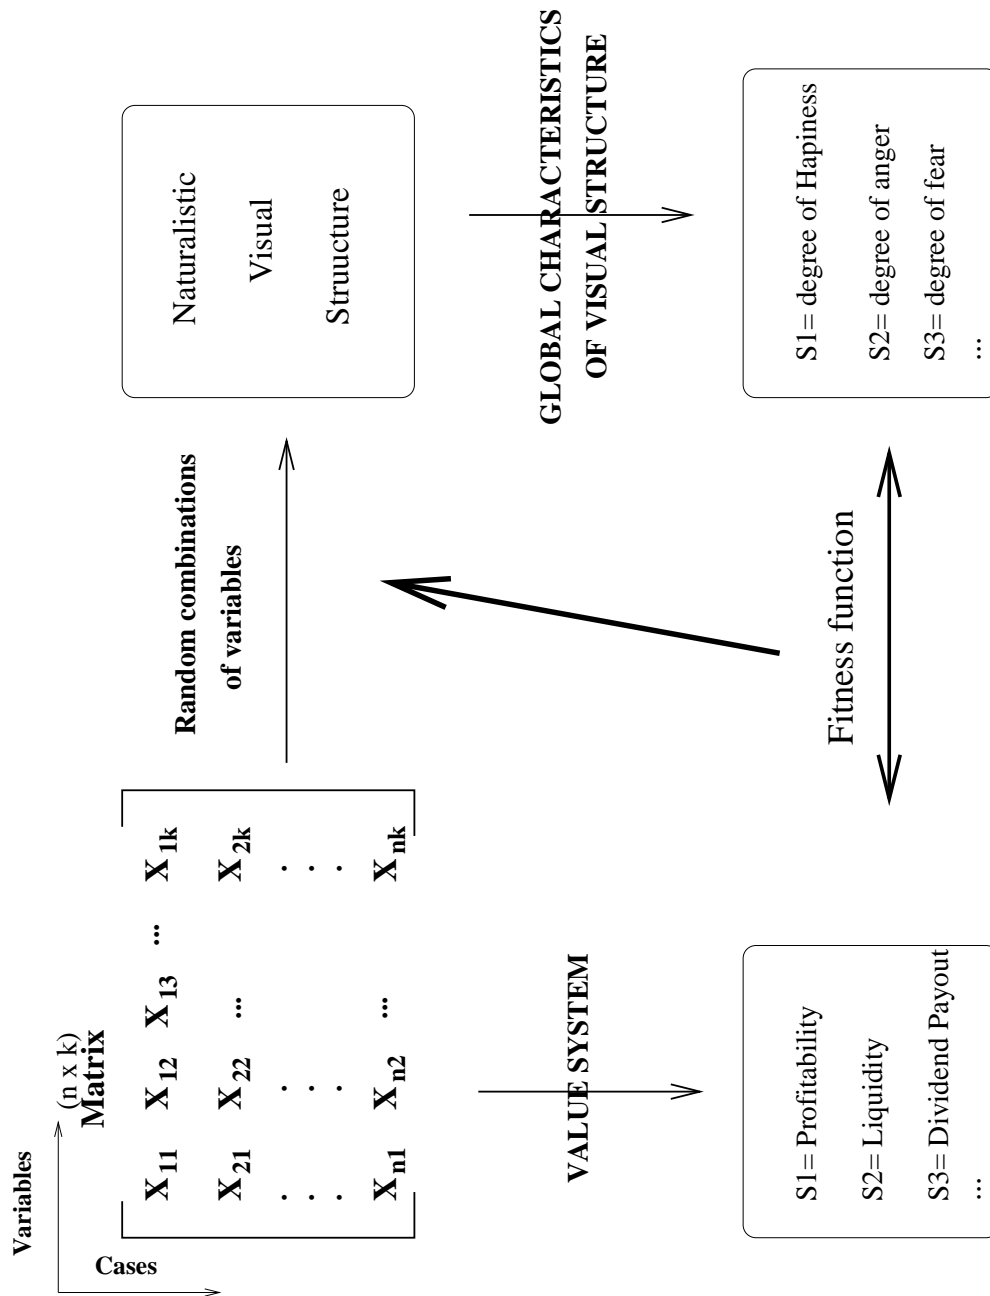 Variables
Cases
(n x k)
Matrix
X11 X12 X13 ... X1k
X21 X22 ... X2k
. . . . . . . . .
Xn1 Xn2 ... Xnk
Random combinations
of variables
Naturalistic
Visual
Struucture
VALUE SYSTEM
GLOBAL CHARACTERISTICS
OF VISUAL STRUCTURE
S1= Profitability
S2= Liquidity
S3= Dividend Payout
...
Fitness function
S1= degree of Hapiness
S2= degree of anger
S3= degree of fear
...